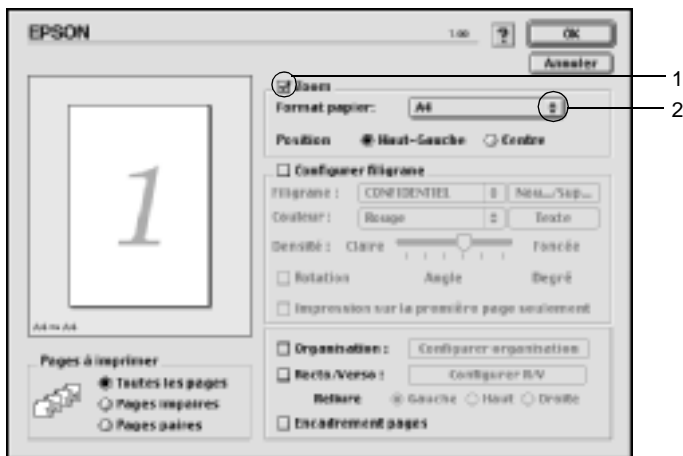 EPSON 1.00 ? OK
Annuler
1
Zoom
Format papier: A4
2
Position Haut-Gauche Centre
Configurer filigrane
Filigrane : CONFIDENTIEL Nou../Sup...
Couleur : Rouge Texte
Densité : Claire Foncée
Rotation Angle Degré
Impression sur la première page seulement
1
A4 => A4
Pages à imprimer
Toutes les pages
Pages impaires
Pages paires
Organisation : Configurer organisation
Recto/Verso : Configurer R/V
Reliure Gauche Haut Droite
Encadrement pages